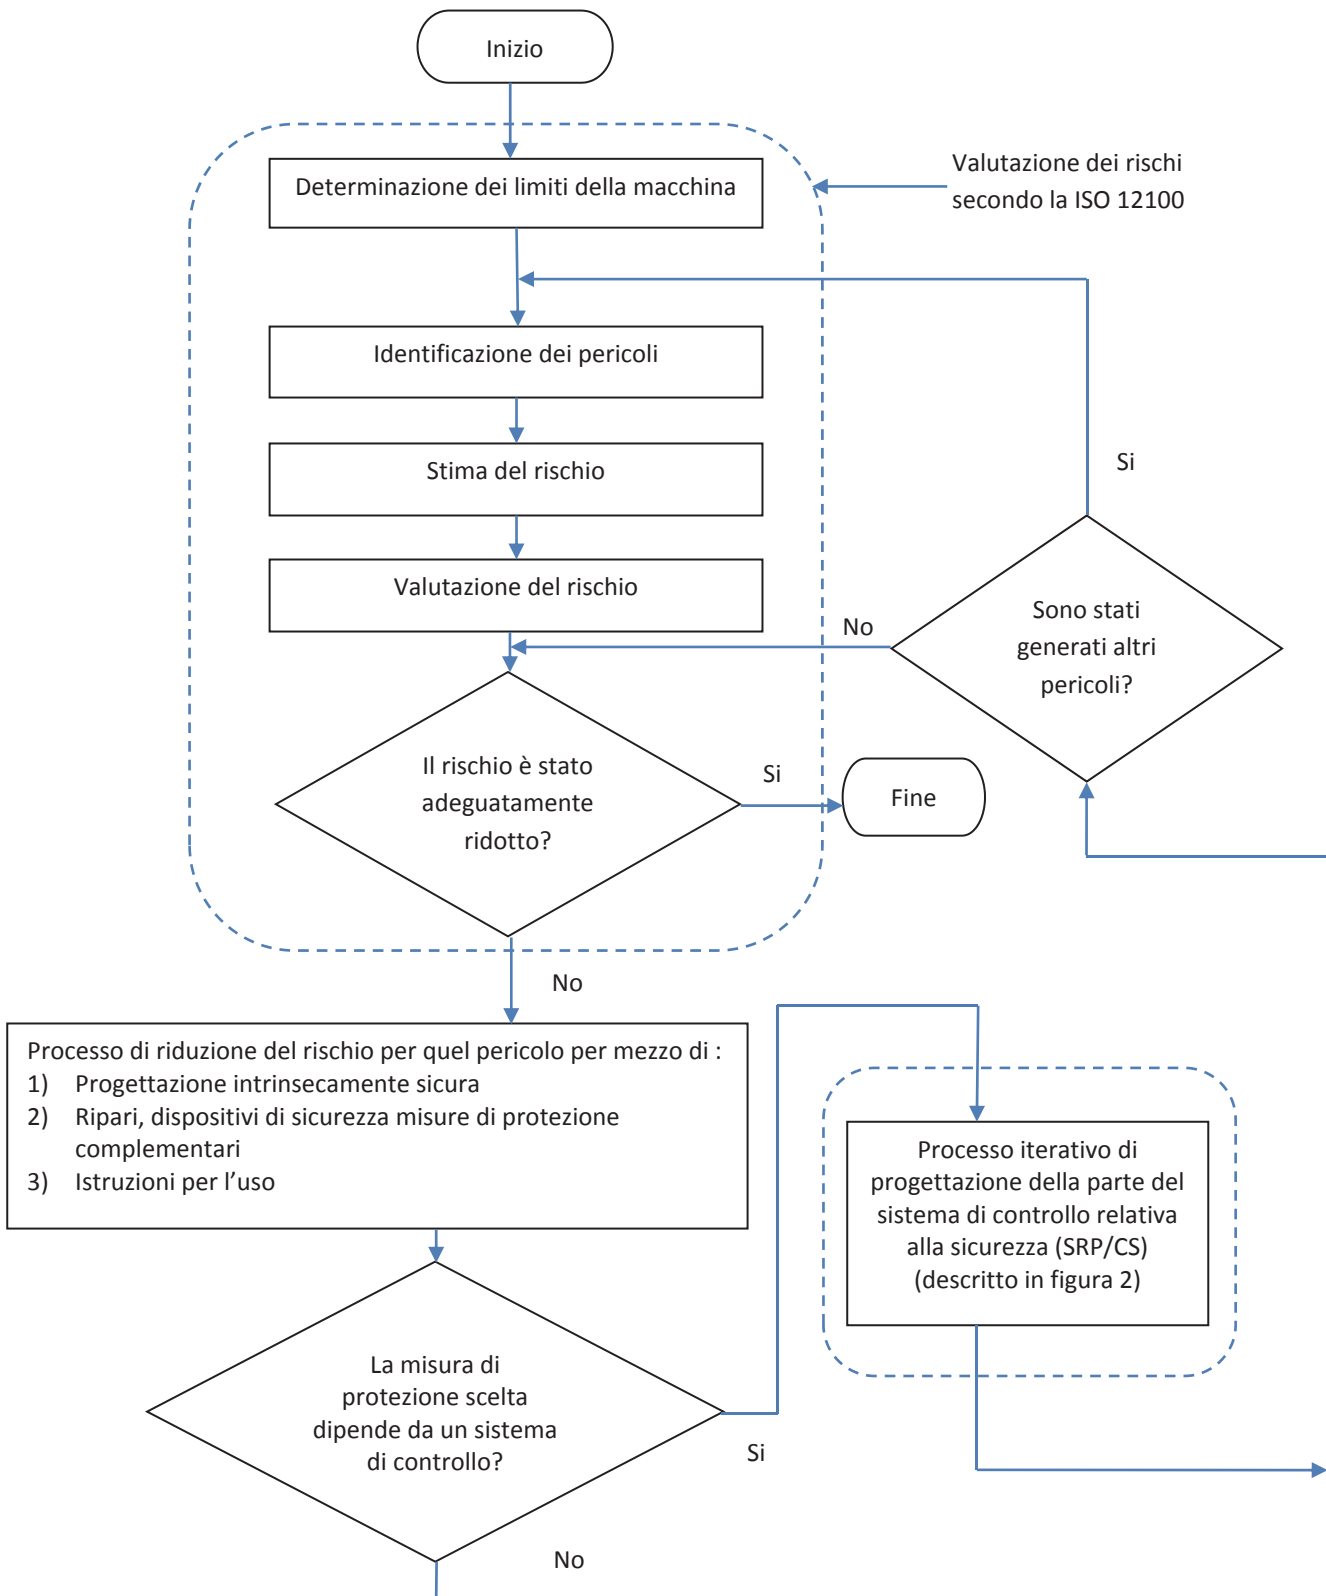 Inizio
Determinazione dei limiti della macchina
Valutazione dei rischi
secondo la ISO 12100
Identificazione dei pericoli
Stima del rischio
Si
Valutazione del rischio
Sono stati
generati altri
pericoli?
No
Il rischio è stato
adeguatamente
ridotto?
Si
Fine
No
Processo di riduzione del rischio per quel pericolo per mezzo di :
1) Progettazione intrinsecamente sicura
2) Ripari, dispositivi di sicurezza misure di protezione
complementari
3) Istruzioni per l'uso
Processo iterativo di
progettazione della parte del
sistema di controllo relativa
alla sicurezza (SRP/CS)
(descritto in figura 2)
La misura di
protezione scelta
dipende da un sistema
di controllo?
Si
No